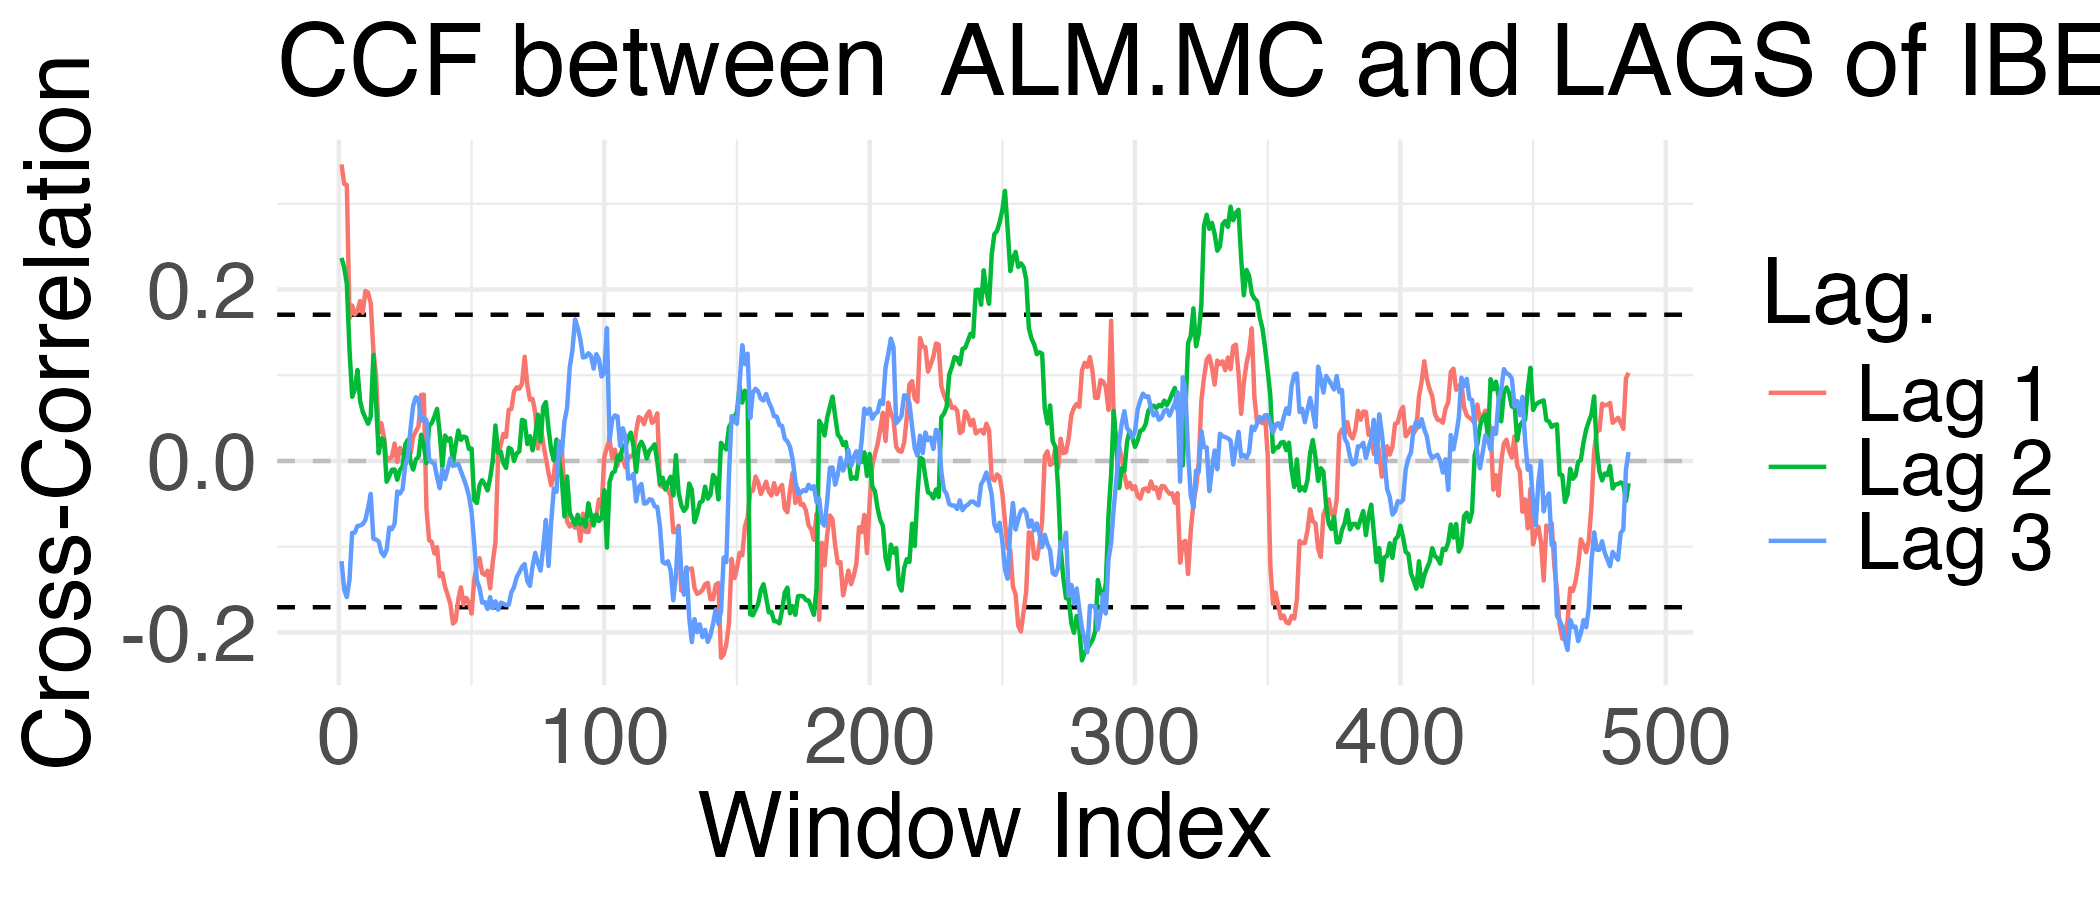 CCF between  ALM.MC and LAGS of IBE
Cross-Correlation
0.2
0.0
-0.2
0
100
200
300
400
500
Window Index
Lag.
Lag 1
Lag 2
Lag 3